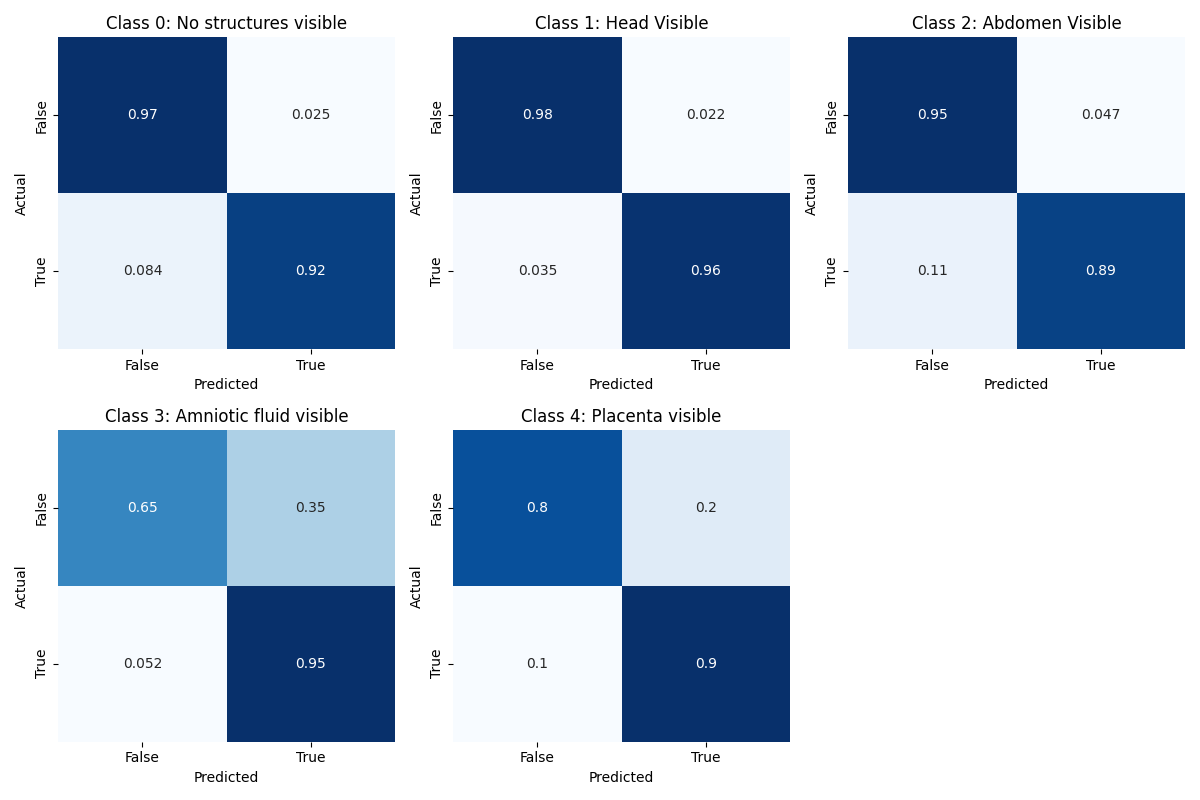 Class 0: No structures visible
Class 1: Head Visible
Class 2: Abdomen Visible
False
0.97
0.025
False
0.98
0.022
False
0.95
0.047
Actual
Actual
Actual
True
0.084
0.92
True
0.035
0.96
True
0.11
0.89
False
True
False
True
False
True
Predicted
Predicted
Predicted
Class 3: Amniotic fluid visible
Class 4: Placenta visible
False
0.65
0.35
False
0.8
0.2
Actual
Actual
True
0.052
0.95
True
0.1
0.9
False
True
False
True
Predicted
Predicted